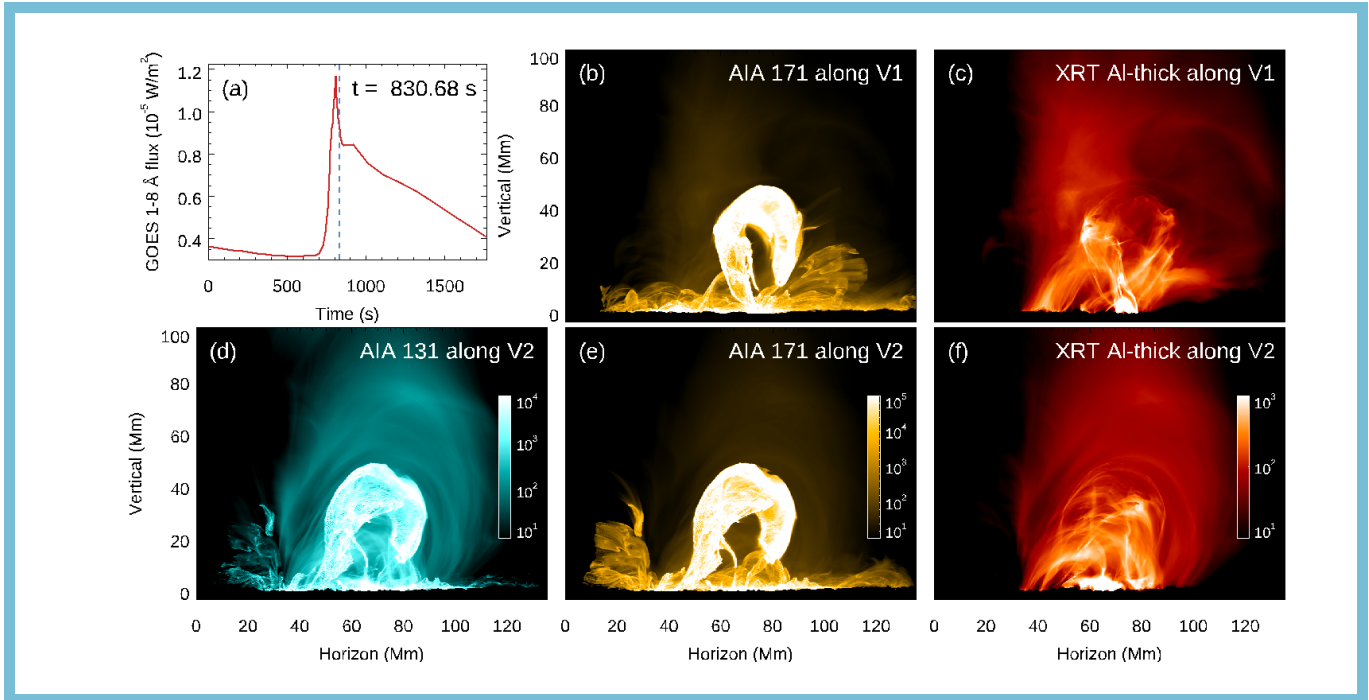 (a)
t = 830.68 s
GOES 1-8 Å flux (10⁻⁵ W/m²)
1.2
1.0
0.8
0.6
0.4
0 500 1000 1500
Time (s)
(b) AIA 171 along V1
Vertical (Mm)
100
80
60
40
20
0
(c) XRT Al-thick along V1
(d) AIA 131 along V2
Vertical (Mm)
100
80
60
40
20
0
10⁴
10³
10²
10¹
0 20 40 60 80 100 120
Horizon (Mm)
(e) AIA 171 along V2
10⁵
10⁴
10³
10²
10¹
0 20 40 60 80 100 120
Horizon (Mm)
(f) XRT Al-thick along V2
10³
10²
10¹
0 20 40 60 80 100 120
Horizon (Mm)